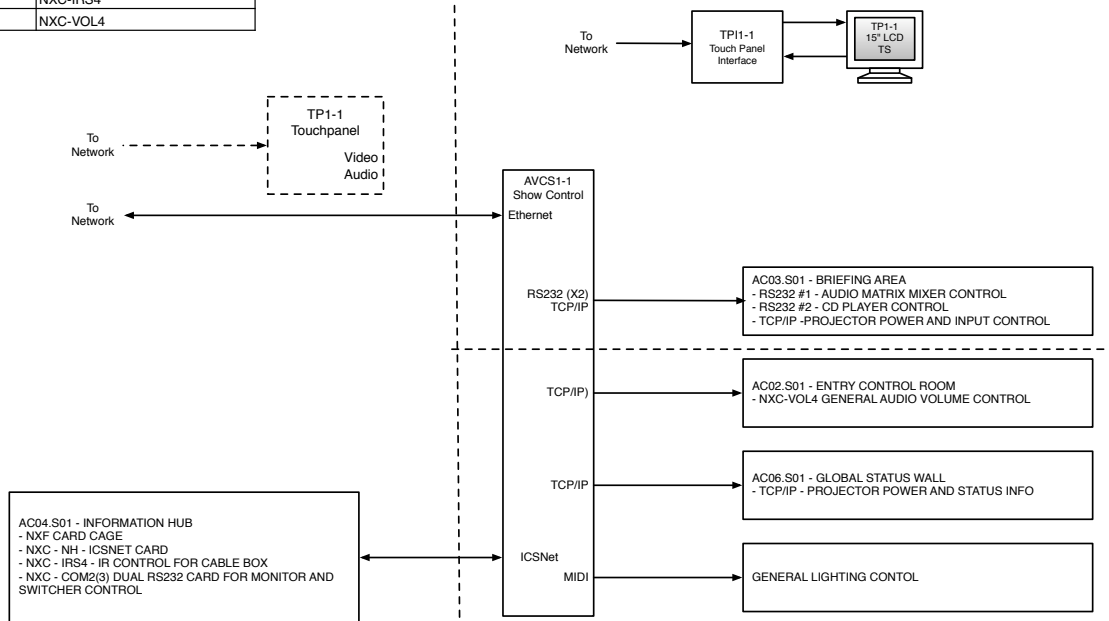 NXC-IRS4
NXC-VOL4
To
Network
TPI1-1
Touch Panel
Interface
TP1-1
15" LCD
TS
To
Network
TP1-1
Touchpanel
Video
Audio
To
Network
AVCS1-1
Show Control
Ethernet
RS232 (X2)
TCP/IP
AC03.S01 - BRIEFING AREA
- RS232 #1 - AUDIO MATRIX MIXER CONTROL
- RS232 #2 - CD PLAYER CONTROL
- TCP/IP -PROJECTOR POWER AND INPUT CONTROL
TCP/IP)
AC02.S01 - ENTRY CONTROL ROOM
- NXC-VOL4 GENERAL AUDIO VOLUME CONTROL
TCP/IP
AC06.S01 - GLOBAL STATUS WALL
- TCP/IP - PROJECTOR POWER AND STATUS INFO
AC04.S01 - INFORMATION HUB
- NXF CARD CAGE
- NXC - NH - ICSNET CARD
- NXC - IRS4 - IR CONTROL FOR CABLE BOX
- NXC - COM2(3) DUAL RS232 CARD FOR MONITOR AND
SWITCHER CONTROL
ICSNet
MIDI
GENERAL LIGHTING CONTOL